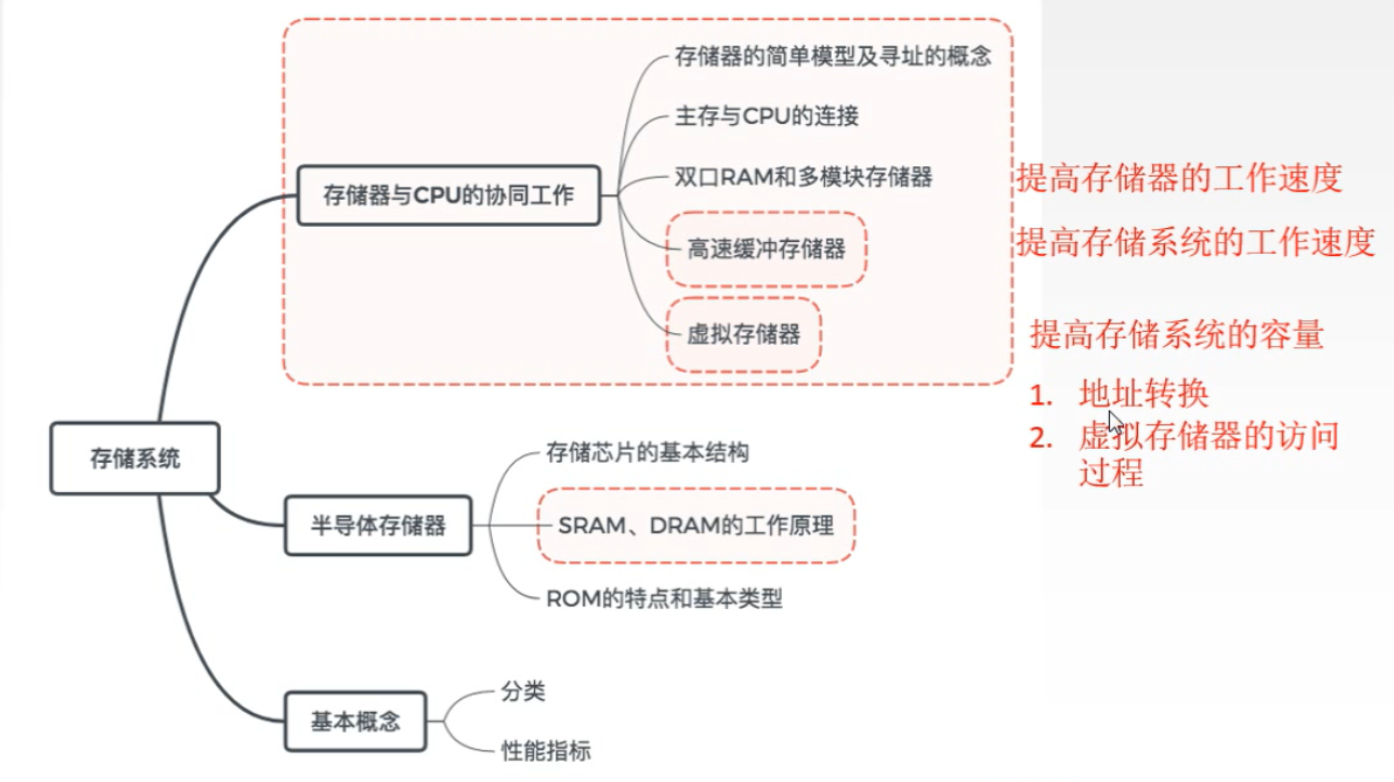 存储器的简单模型及寻址的概念
主存与CPU的连接
双口RAM和多模块存储器
提高存储器的工作速度
存储器与CPU的协同工作
高速缓冲存储器
提高存储系统的工作速度
虚拟存储器
提高存储系统的容量
1. 地址转换
2. 虚拟存储器的访问
过程
存储系统
存储芯片的基本结构
半导体存储器
SRAM、DRAM的工作原理
ROM的特点和基本类型
基本概念
分类
性能指标